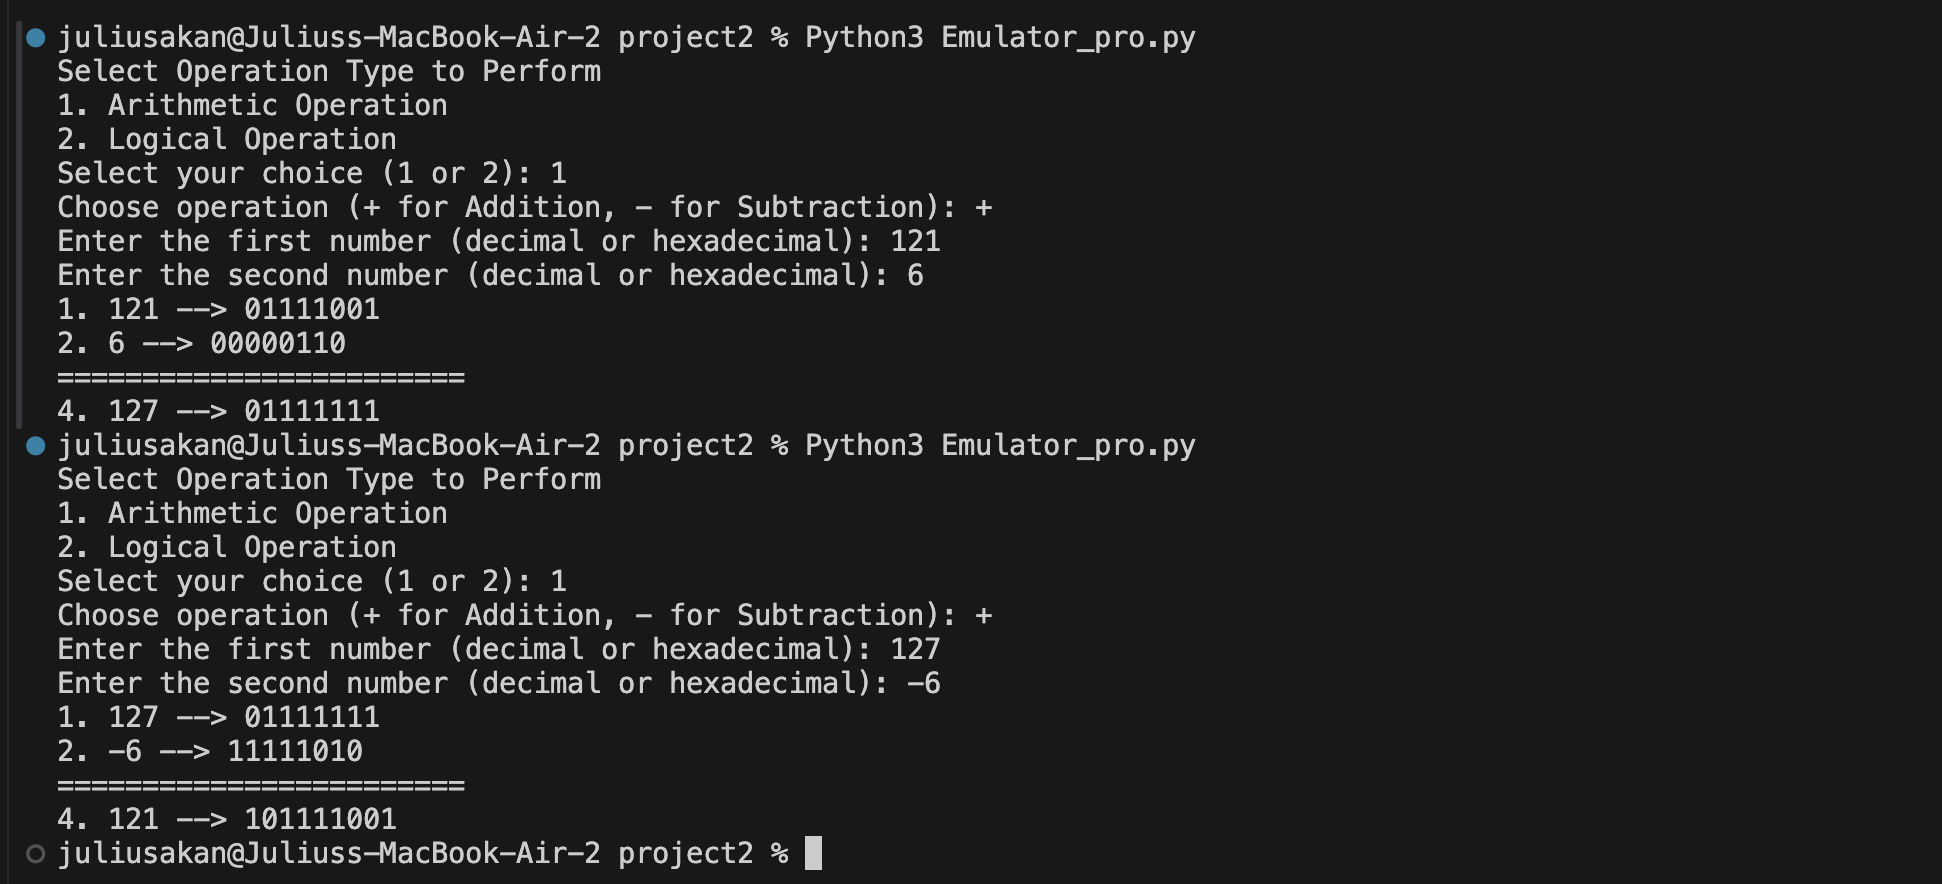 juliusakan@Juliuss-MacBook-Air-2 project2 % Python3 Emulator_pro.py
Select Operation Type to Perform
1. Arithmetic Operation
2. Logical Operation
Select your choice (1 or 2): 1
Choose operation (+ for Addition, - for Subtraction): +
Enter the first number (decimal or hexadecimal): 121
Enter the second number (decimal or hexadecimal): 6
1. 121 --> 01111001
2. 6 --> 00000110
========================
4. 127 --> 01111111
juliusakan@Juliuss-MacBook-Air-2 project2 % Python3 Emulator_pro.py
Select Operation Type to Perform
1. Arithmetic Operation
2. Logical Operation
Select your choice (1 or 2): 1
Choose operation (+ for Addition, - for Subtraction): +
Enter the first number (decimal or hexadecimal): 127
Enter the second number (decimal or hexadecimal): -6
1. 127 --> 01111111
2. -6 --> 11111010
========================
4. 121 --> 101111001
juliusakan@Juliuss-MacBook-Air-2 project2 %